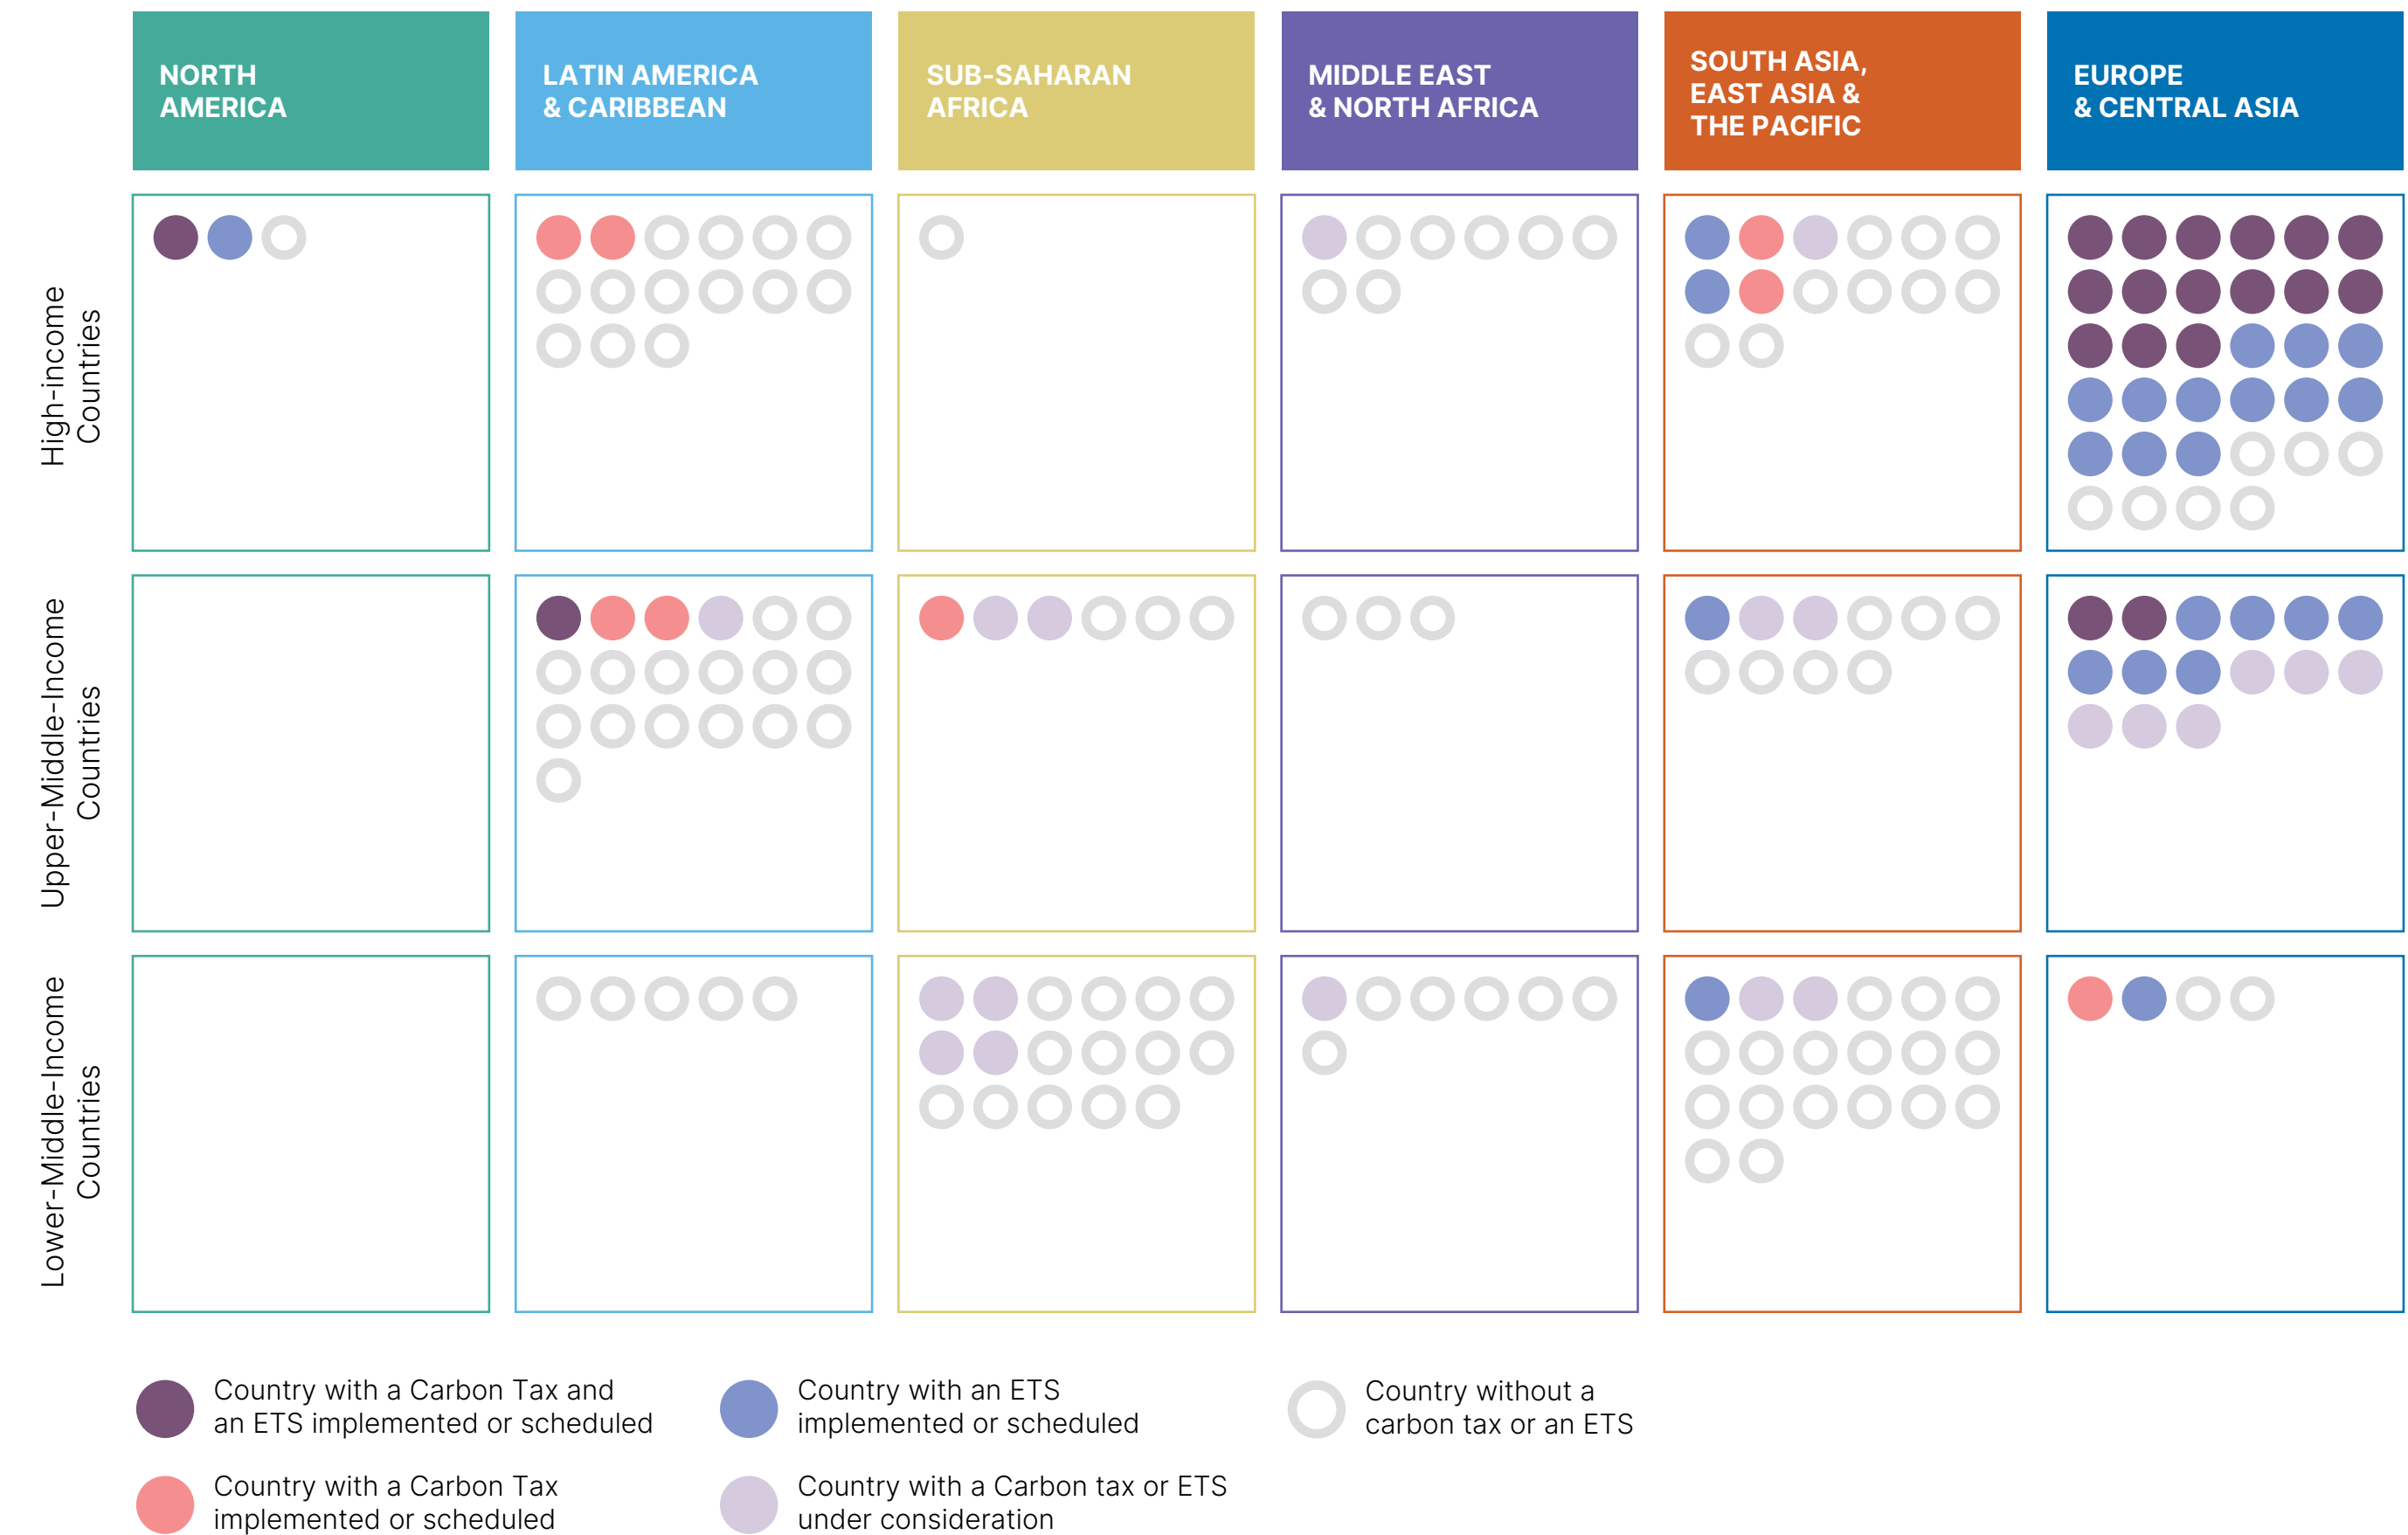 NORTH
AMERICA
LATIN AMERICA
& CARIBBEAN
SUB-SAHARAN
AFRICA
MIDDLE EAST
& NORTH AFRICA
SOUTH ASIA,
EAST ASIA &
THE PACIFIC
EUROPE
& CENTRAL ASIA
High-income
Countries
Upper-Middle-Income
Countries
Lower-Middle-Income
Countries
Country with a Carbon Tax and
an ETS implemented or scheduled
Country with an ETS
implemented or scheduled
Country without a
carbon tax or an ETS
Country with a Carbon Tax
implemented or scheduled
Country with a Carbon tax or ETS
under consideration